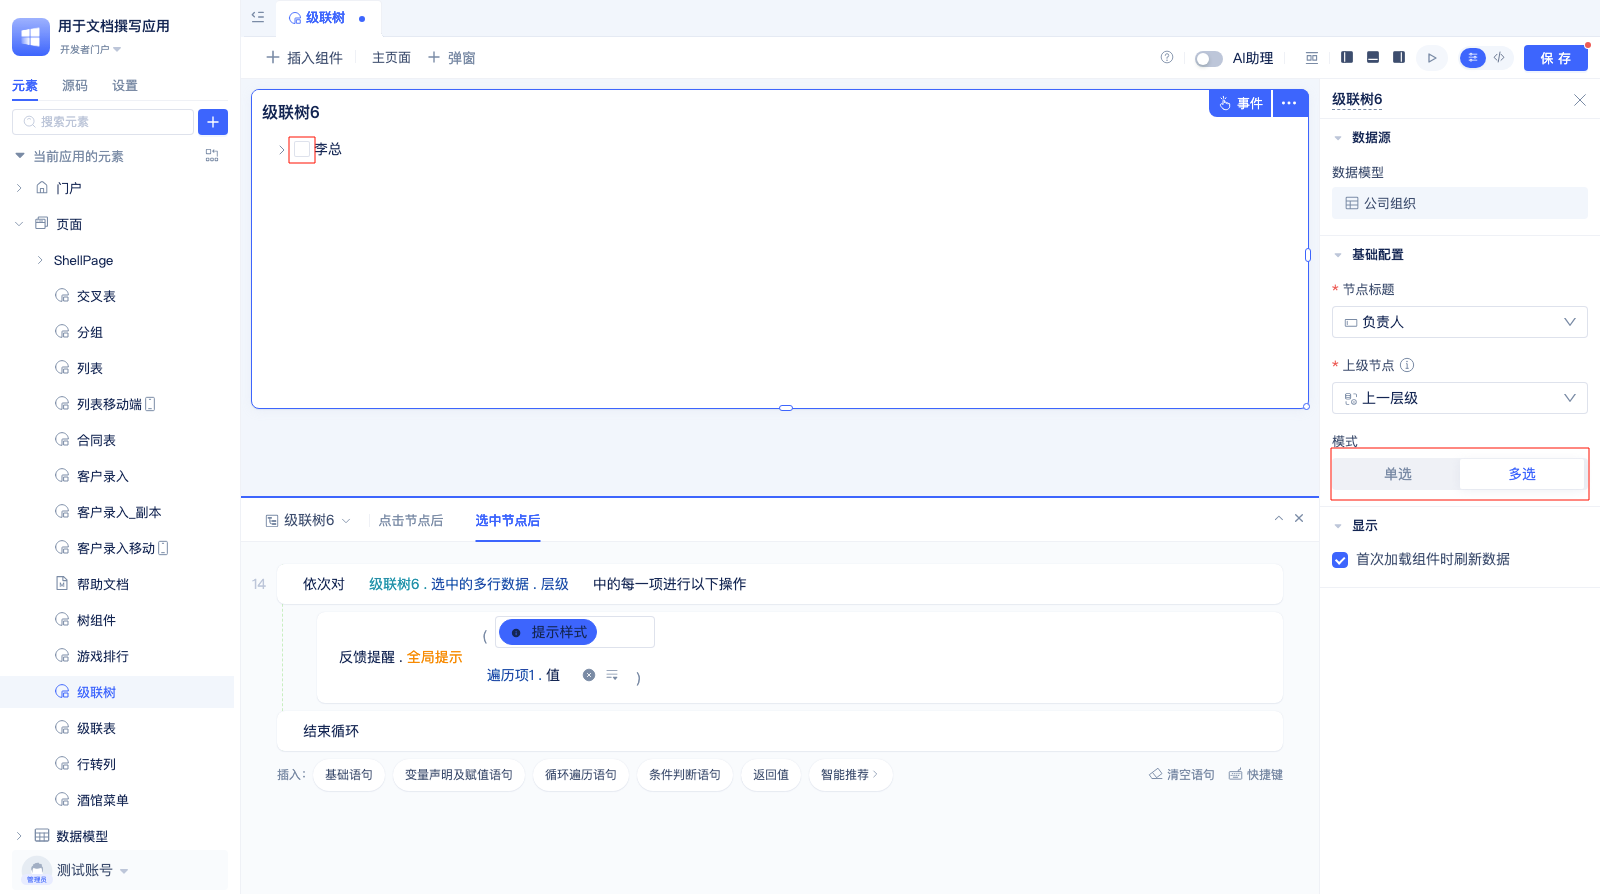 用于文档撰写应用
开发者门户
元素 源码 设置
搜索元素
当前应用的元素
门户
页面
ShellPage
交叉表
分组
列表
列表移动端
合同表
客户录入
客户录入_副本
客户录入移动
帮助文档
树组件
游戏排行
级联树
级联表
行转列
酒馆菜单
数据模型
管理员
测试账号
级联树
插入组件 主页面 弹窗
AI助理
保存
级联树6
事件
李总
级联树6 点击节点后 选中节点后
14 依次对 级联树6 . 选中的多行数据 . 层级 中的每一项进行以下操作
反馈提醒 . 全局提示 ( 提示样式
遍历项1 . 值 )
结束循环
插入: 基础语句 变量声明及赋值语句 循环遍历语句 条件判断语句 返回值 智能推荐 清空语句 快捷键
级联树6
数据源
数据模型
公司组织
基础配置
* 节点标题
负责人
* 上级节点
上一层级
模式
单选 多选
显示
首次加载组件时刷新数据